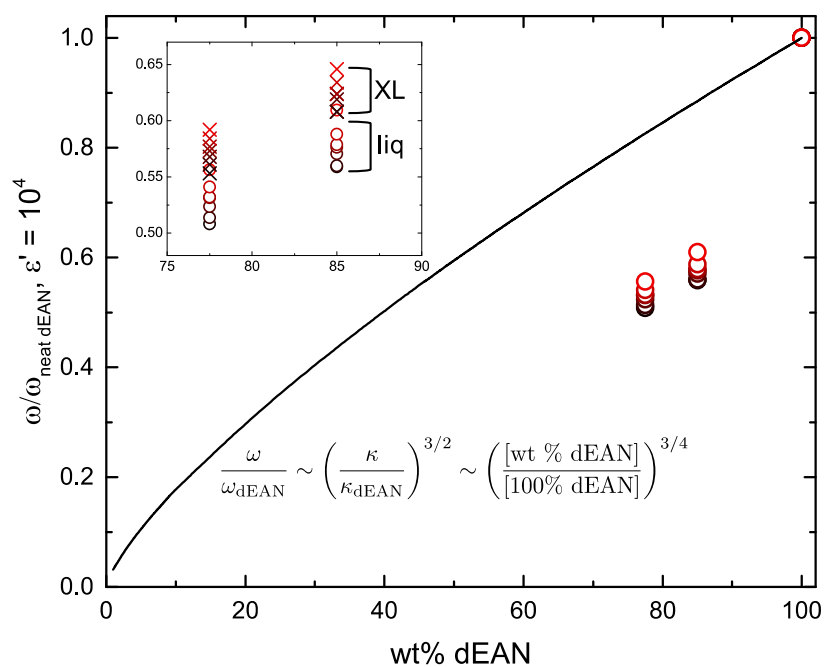 1.0
0.8
0.6
0.4
0.2
0.0
ω/ω neat dEAN, ε' = 10^4
0.65
0.60
0.55
0.50
75 80 85 90
XL
liq
ω/ω_dEAN ∼ (κ/κ_dEAN)^3/2 ∼ ([wt % dEAN]/[100% dEAN])^3/4
0 20 40 60 80 100
wt% dEAN